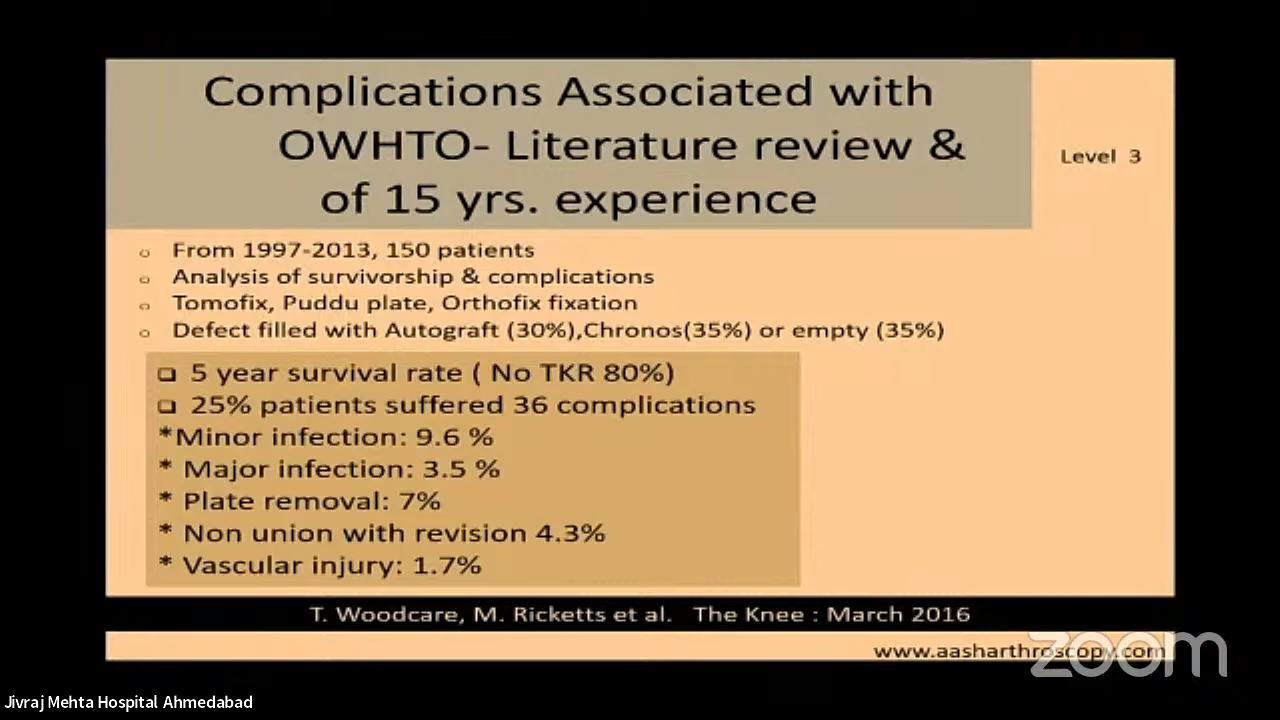 Complications Associated with
OWHTO- Literature review &
of 15 yrs. experience
Level 3
From 1997-2013, 150 patients
Analysis of survivorship & complications
Tomofix, Puddu plate, Orthofix fixation
Defect filled with Autograft (30%),Chronos(35%) or empty (35%)
5 year survival rate ( No TKR 80%)
25% patients suffered 36 complications
*Minor infection: 9.6 %
* Major infection: 3.5 %
* Plate removal: 7%
* Non union with revision 4.3%
* Vascular injury: 1.7%
T. Woodcare, M. Ricketts et al. The Knee : March 2016
www.aasharthroscopy.com
zoom
Jivraj Mehta Hospital Ahmedabad